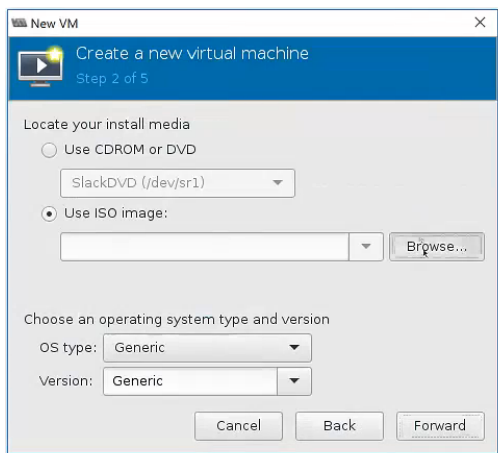 New VM
Create a new virtual machine
Step 2 of 5
Locate your install media
Use CDROM or DVD
SlackDVD (/dev/sr1)
Use ISO image:
Browse...
Choose an operating system type and version
OS type: Generic
Version: Generic
Cancel Back Forward